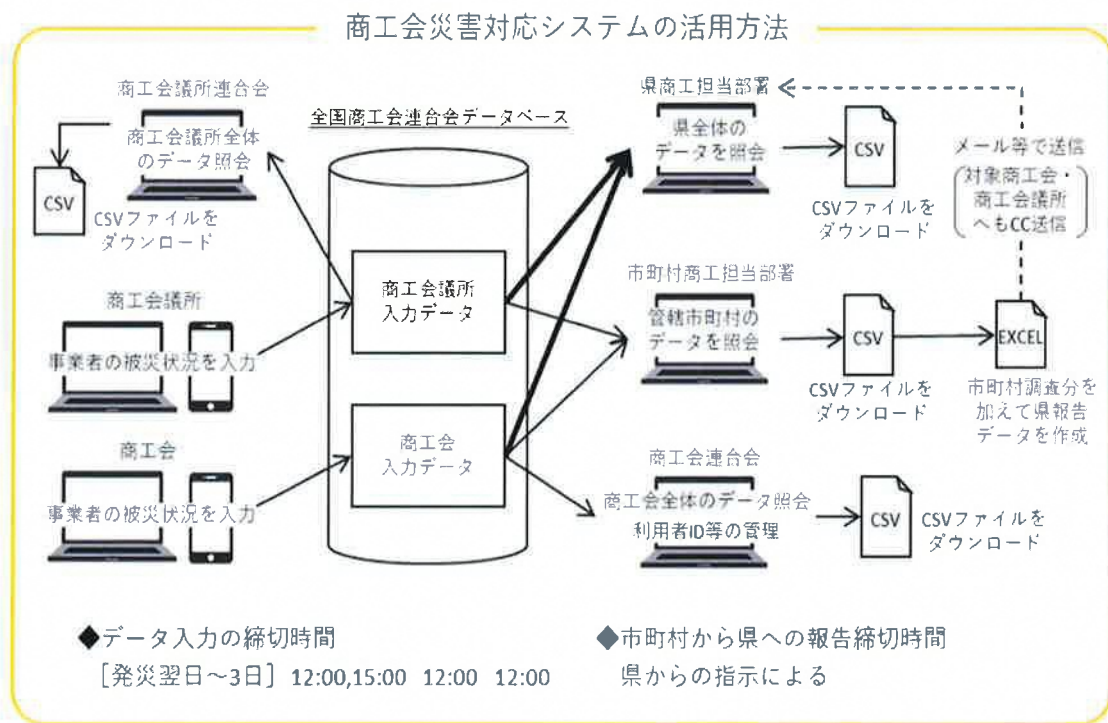 商工会災害対応システムの活用方法
商工会議所連合会
商工会議所全体
のデータ照会
CSV
CSVファイルを
ダウンロード
商工会議所
事業者の被災状況を入力
商工会
事業者の被災状況を入力
全国商工会連合会データベース
商工会議所
入力データ
商工会
入力データ
県商工担当部署
県全体の
データを照会
CSV
CSVファイルを
ダウンロード
メール等で送信
対象商工会・
商工会議所
へもCC送信
市町村商工担当部署
管轄市町村の
データを照会
CSV
CSVファイルを
ダウンロード
EXCEL
市町村調査分を
加えて県報告
データを作成
商工会連合会
商工会全体のデータ照会
利用者ID等の管理
CSV
CSVファイルを
ダウンロード
◆データ入力の締切時間
［発災翌日～3日］ 12:00,15:00 12:00 12:00
◆市町村から県への報告締切時間
県からの指示による